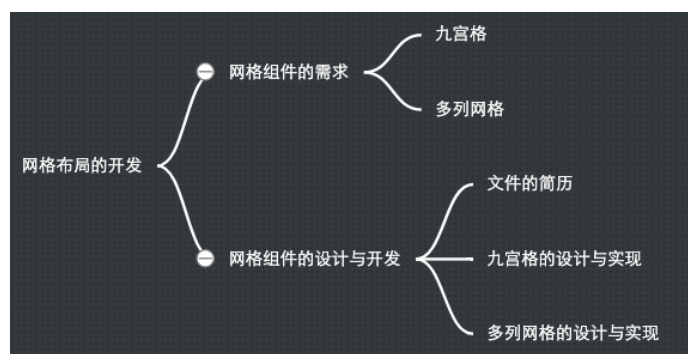 网格布局的开发
网格组件的需求
九宫格
多列网格
网格组件的设计与开发
文件的简历
九宫格的设计与实现
多列网格的设计与实现